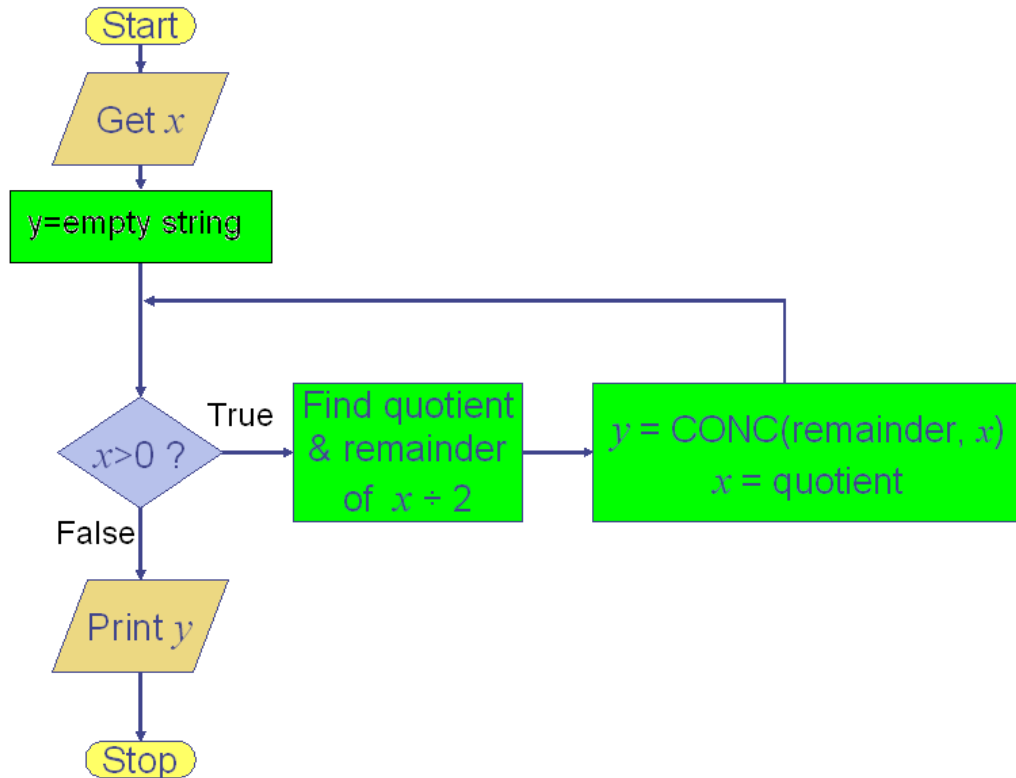 Start
Get x
y=empty string
x>0 ?
True
Find quotient
& remainder
of x ÷ 2
y = CONC(remainder, x)
x = quotient
False
Print y
Stop